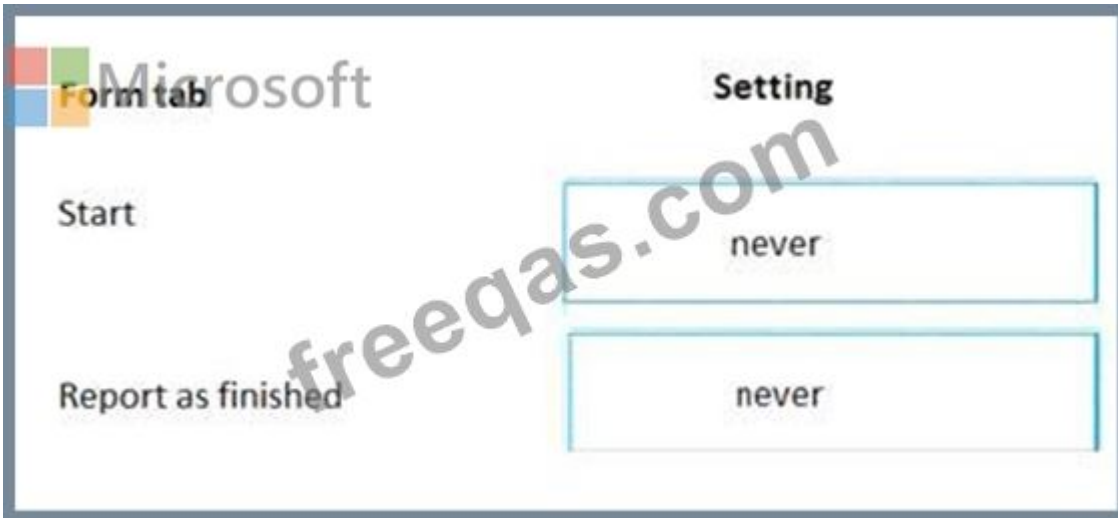 Microsoft
Form tab
Setting
Start
never
freeqas.com
Report as finished
never